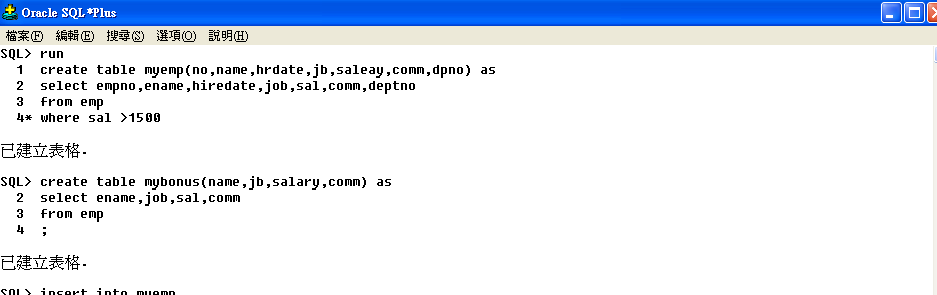 Oracle SQL*Plus
檔案(F) 編輯(E) 搜尋(S) 選項(O) 說明(H)
SQL> run
1 create table myemp(no,name,hrdate,jb,saleay,comm,dpno) as
2 select empno,ename,hiredate,job,sal,comm,deptno
3 from emp
4* where sal >1500
已建立表格.
SQL> create table mybonus(name,jb,salary,comm) as
2 select ename,job,sal,comm
3 from emp
4 ;
已建立表格.
SQL> insert into myemp